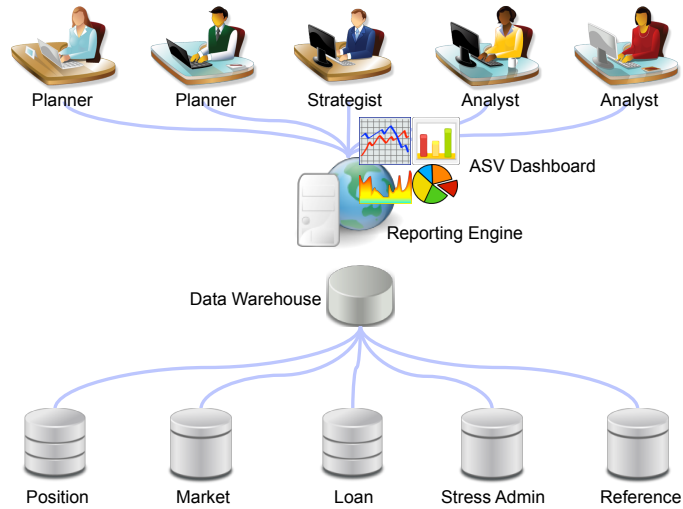 Planner
Planner
Strategist
Analyst
Analyst
ASV Dashboard
Reporting Engine
Data Warehouse
Position
Market
Loan
Stress Admin
Reference